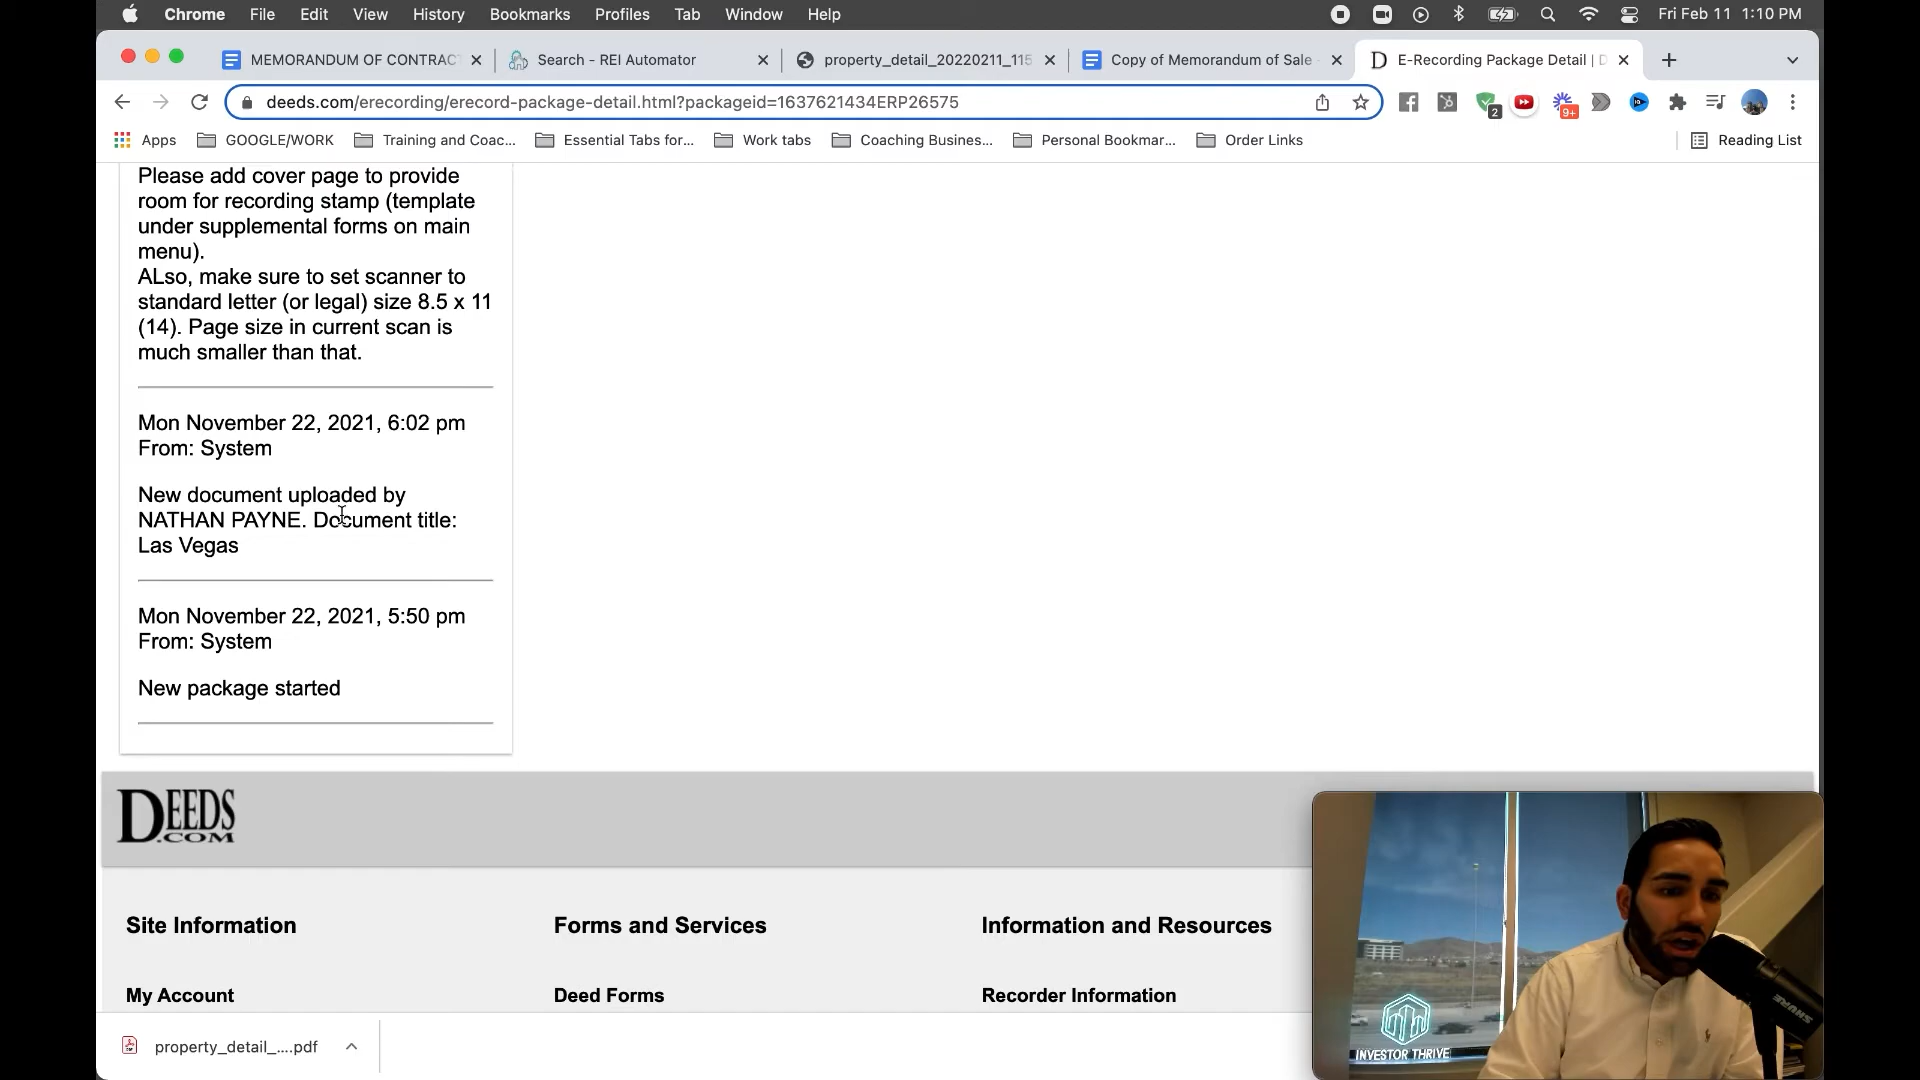 Chrome File Edit View History Bookmarks Profiles Tab Window Help Fri Feb 11 1:10 PM
MEMORANDUM OF CONTRAC Search - REI Automator property_detail_20220211_115 Copy of Memorandum of Sale - E-Recording Package Detail | D
deeds.com/erecording/erecord-package-detail.html?packageid=1637621434ERP26575 2 9+
Apps GOOGLE/WORK Training and Coac... Essential Tabs for... Work tabs Coaching Busines... Personal Bookmar... Order Links Reading List
Please add cover page to provide
room for recording stamp (template
under supplemental forms on main
menu).
ALso, make sure to set scanner to
standard letter (or legal) size 8.5 x 11
(14). Page size in current scan is
much smaller than that.
Mon November 22, 2021, 6:02 pm
From: System
New document uploaded by
NATHAN PAYNE. Document title:
Las Vegas
Mon November 22, 2021, 5:50 pm
From: System
New package started
DEEDS
.COM
Site Information Forms and Services Information and Resources
My Account Deed Forms Recorder Information
property_detail_....pdf
INVESTOR THRIVE
SHURE